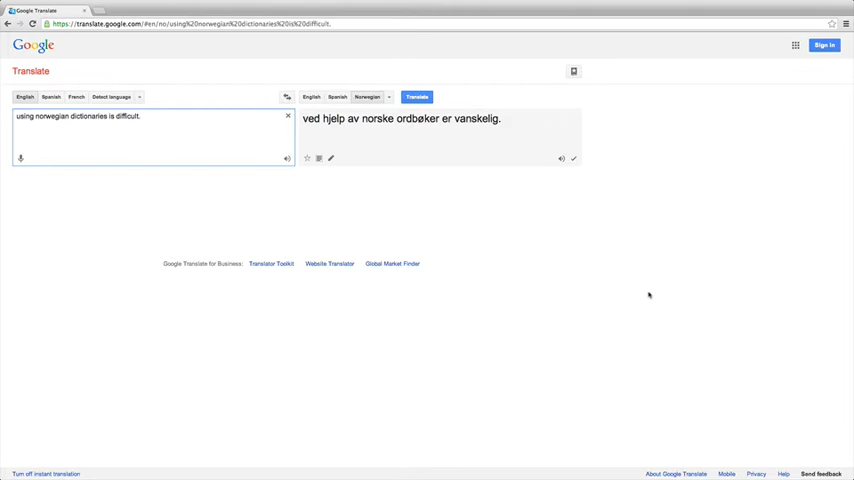 Google Translate
https://translate.google.com/#en/no/using%20norwegian%20dictionaries%20is%20difficult.
Google
Sign in
Translate
English Spanish French Detect language
English Spanish Norwegian Translate
using norwegian dictionaries is difficult.
ved hjelp av norske ordbøker er vanskelig.
Google Translate for Business: Translator Toolkit Website Translator Global Market Finder
Turn off instant translation
About Google Translate Mobile Privacy Help Send feedback